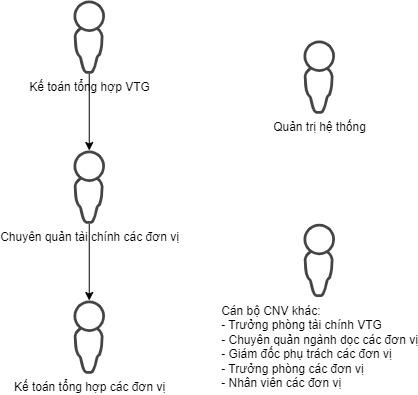 Kế toán tổng hợp VTG
Quản trị hệ thống
Chuyên quản tài chính các đơn vị
Cán bộ CNV khác:
- Trưởng phòng tài chính VTG
- Chuyên quản ngành dọc các đơn vị
- Giám đốc phụ trách các đơn vị
- Trưởng phòng các đơn vị
- Nhân viên các đơn vị
Kế toán tổng hợp các đơn vị